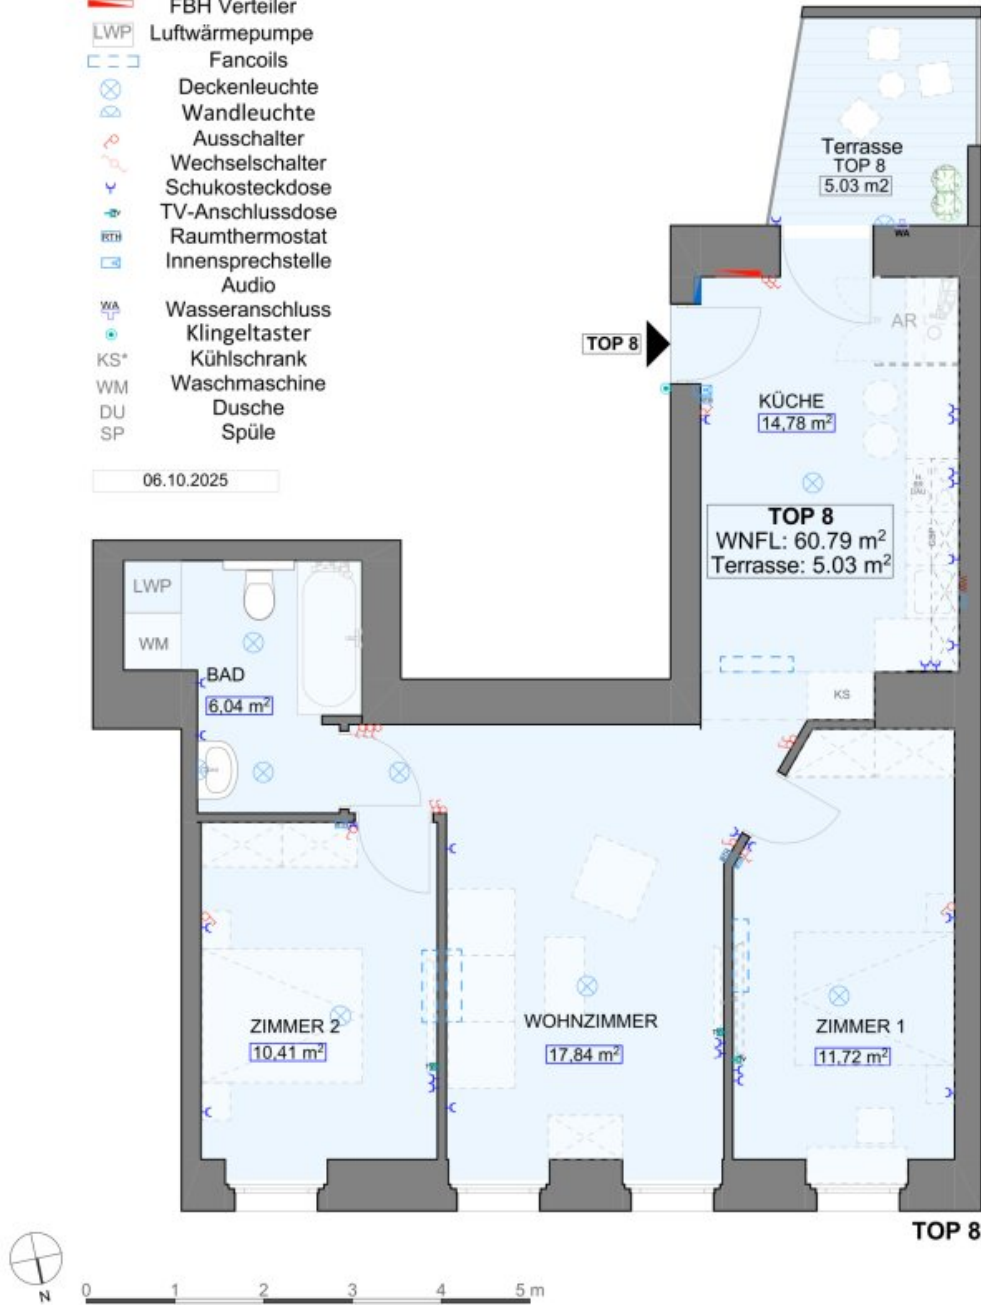 FBH Verteiler
LWP Luftwärmepumpe
Fancoils
Deckenleuchte
Wandleuchte
Ausschalter
Wechselschalter
Schukosteckdose
TV-Anschlussdose
RTH Raumthermostat
Innensprechstelle
Audio
WA Wasseranschluss
Klingeltaster
KS* Kühlschrank
WM Waschmaschine
DU Dusche
SP Spüle
06.10.2025
Terrasse
TOP 8
5.03 m2
WA
TOP 8
AR
KÜCHE
14,78 m²
TOP 8
WNFL: 60.79 m²
Terrasse: 5.03 m²
GSP
KS
LWP
WM
BAD
6,04 m²
ZIMMER 2
10,41 m²
WOHNZIMMER
17,84 m²
ZIMMER 1
11,72 m²
TOP 8
N
0 1 2 3 4 5 m